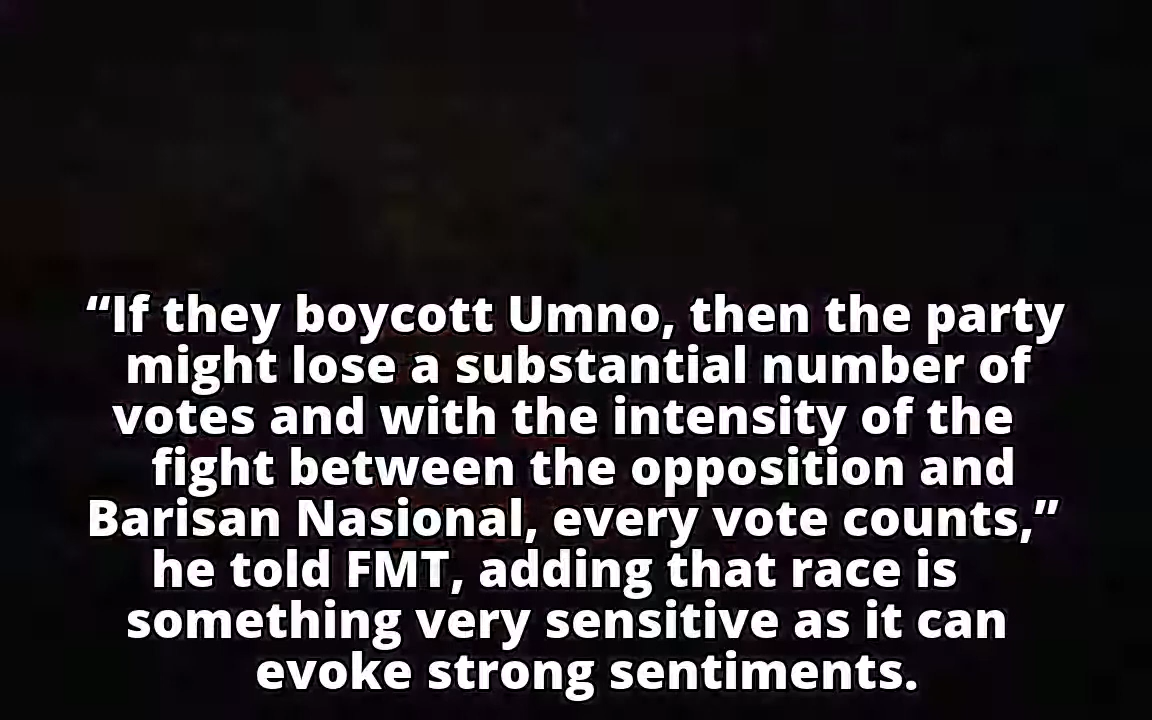 “If they boycott Umno, then the party
might lose a substantial number of
votes and with the intensity of the
fight between the opposition and
Barisan Nasional, every vote counts,”
he told FMT, adding that race is
something very sensitive as it can
evoke strong sentiments.